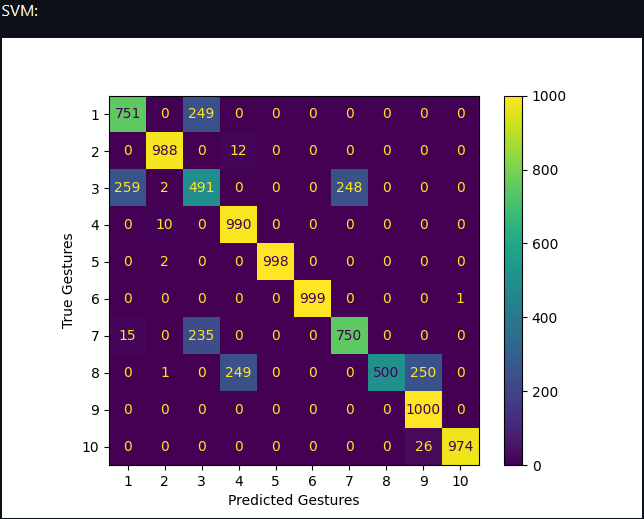 SVM:
1 751 0 249 0 0 0 0 0 0 0 1000
2 0 988 0 12 0 0 0 0 0 0
3 259 2 491 0 0 0 248 0 0 0 800
4 0 10 0 990 0 0 0 0 0 0
5 0 2 0 0 998 0 0 0 0 0 600
6 0 0 0 0 0 999 0 0 0 1
7 15 0 235 0 0 0 750 0 0 0 400
8 0 1 0 249 0 0 0 500 250 0 200
9 0 0 0 0 0 0 0 0 1000 0
10 0 0 0 0 0 0 0 0 26 974 0
True Gestures
1 2 3 4 5 6 7 8 9 10
Predicted Gestures